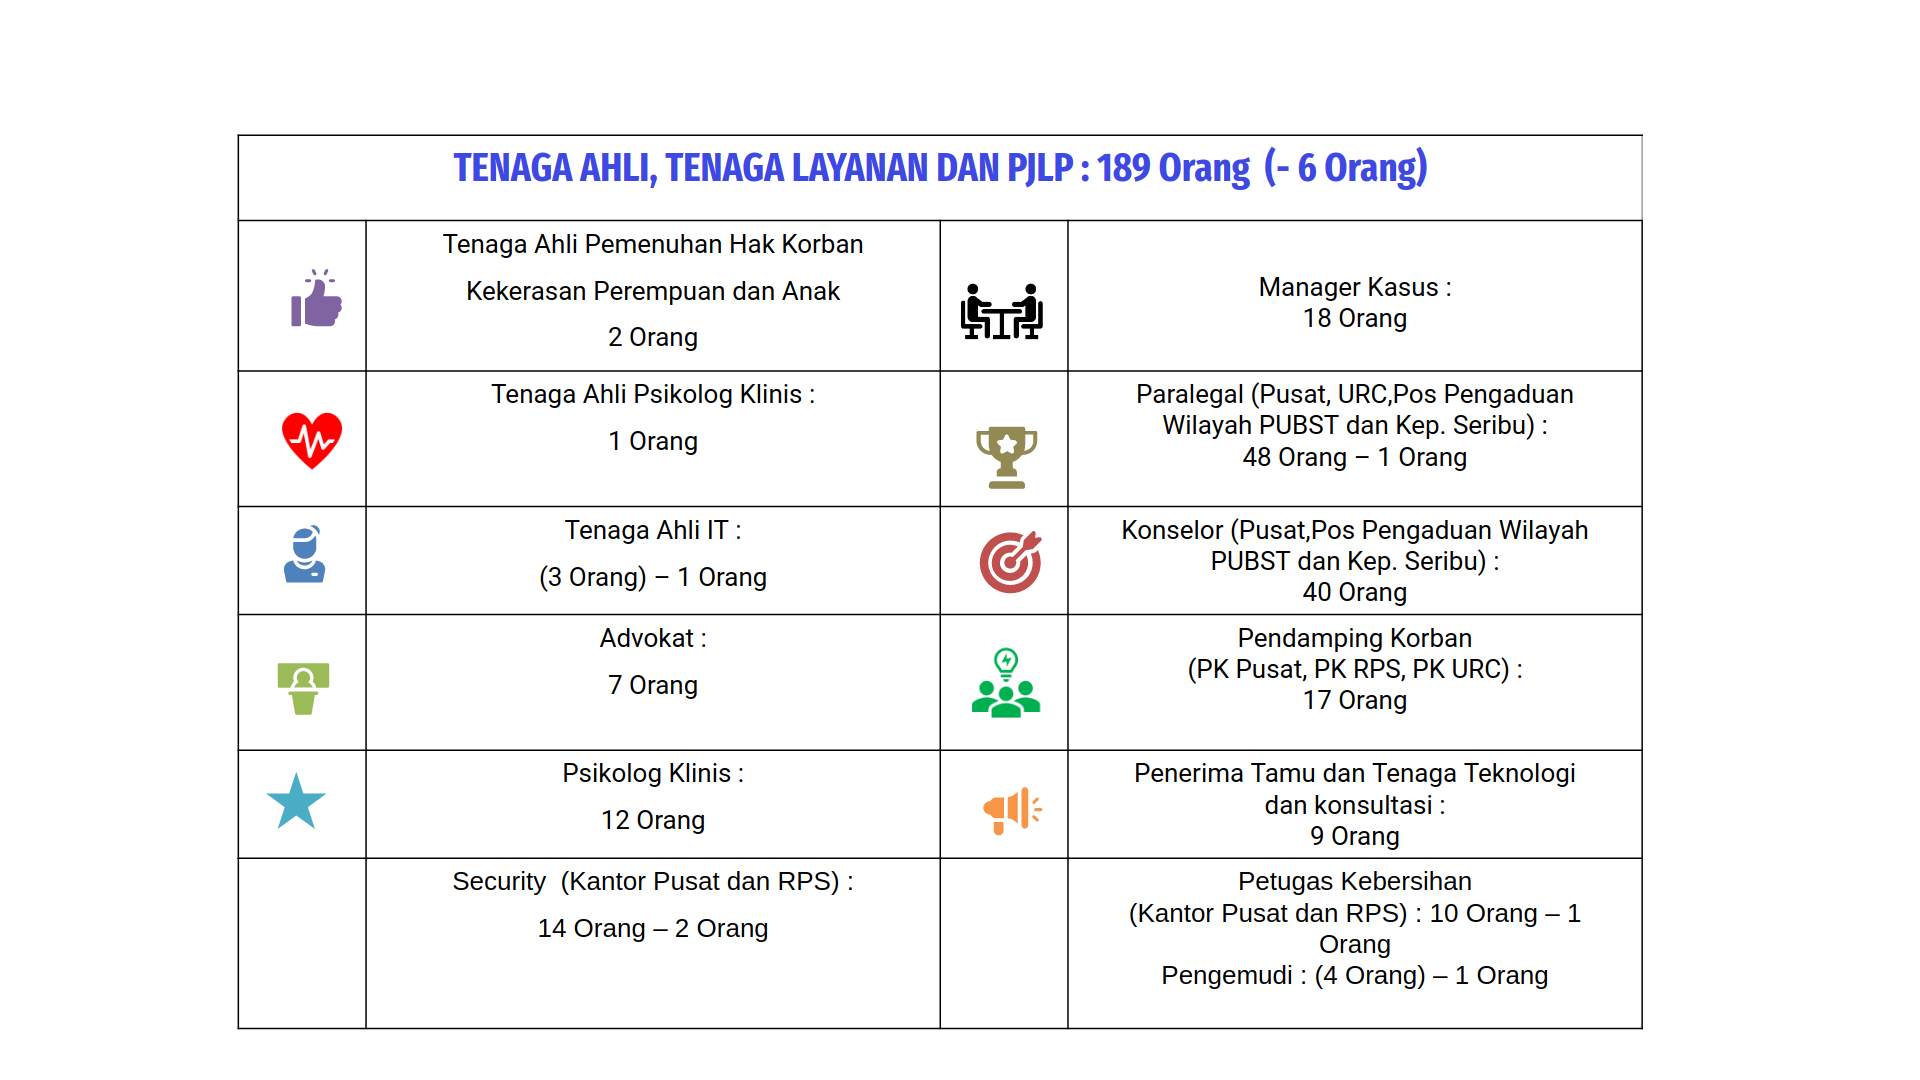 TENAGA AHLI, TENAGA LAYANAN DAN PJLP : 189 Orang  (- 6 Orang)
Tenaga Ahli Pemenuhan Hak Korban
Kekerasan Perempuan dan Anak
2 Orang
Manager Kasus :
18 Orang
Tenaga Ahli Psikolog Klinis :
1 Orang
Paralegal (Pusat, URC,Pos Pengaduan
Wilayah PUBST dan Kep. Seribu) :
48 Orang – 1 Orang
Tenaga Ahli IT :
(3 Orang) – 1 Orang
Konselor (Pusat,Pos Pengaduan Wilayah
PUBST dan Kep. Seribu) :
40 Orang
Advokat :
7 Orang
Pendamping Korban
(PK Pusat, PK RPS, PK URC) :
17 Orang
Psikolog Klinis :
12 Orang
Penerima Tamu dan Tenaga Teknologi
dan konsultasi :
9 Orang
Security  (Kantor Pusat dan RPS) :
14 Orang – 2 Orang
Petugas Kebersihan
(Kantor Pusat dan RPS) : 10 Orang – 1
Orang
Pengemudi : (4 Orang) – 1 Orang